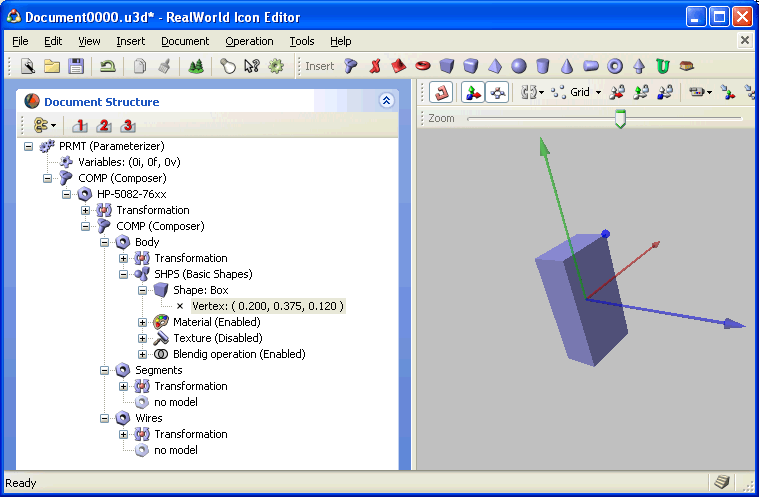 Document0000.u3d* - RealWorld Icon Editor
File Edit View Insert Document Operation Tools Help
Insert
Document Structure
Grid
1 2 3
Zoom
PRMT (Parameterizer)
Variables: (0i, 0f, 0v)
COMP (Composer)
HP-5082-76xx
Transformation
COMP (Composer)
Body
Transformation
SHPS (Basic Shapes)
Shape: Box
Vertex: ( 0.200, 0.375, 0.120 )
Material (Enabled)
Texture (Disabled)
Blendig operation (Enabled)
Segments
Transformation
no model
Wires
Transformation
no model
Ready